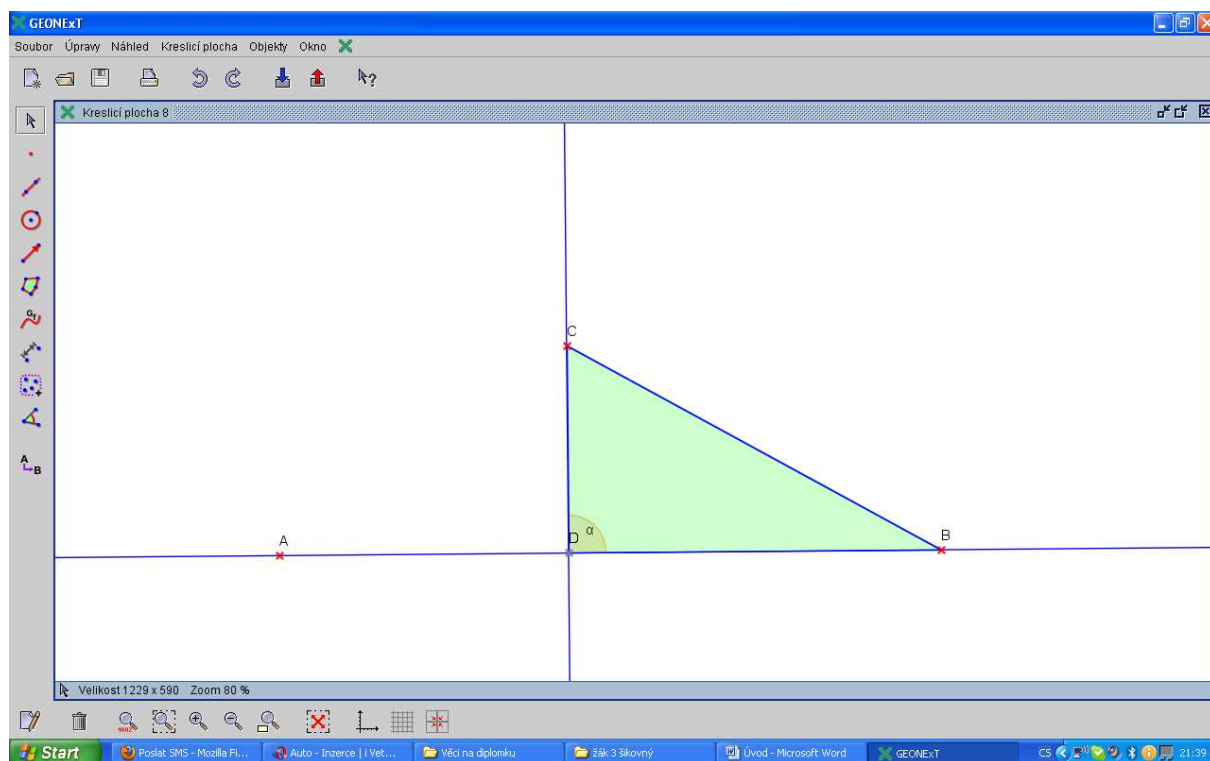 GEONExT
Soubor Úpravy Náhled Kreslicí plocha Objekty Okno
Kreslicí plocha 8
C
α
D
A
B
A
B
Velikost 1229 x 590 Zoom 80 %
Start Poslat SMS - Mozilla Fi... Auto - Inzerce | i Vet... Věci na diplomku žák 3 šikovný Úvod - Microsoft Word GEONExT CS 21:39